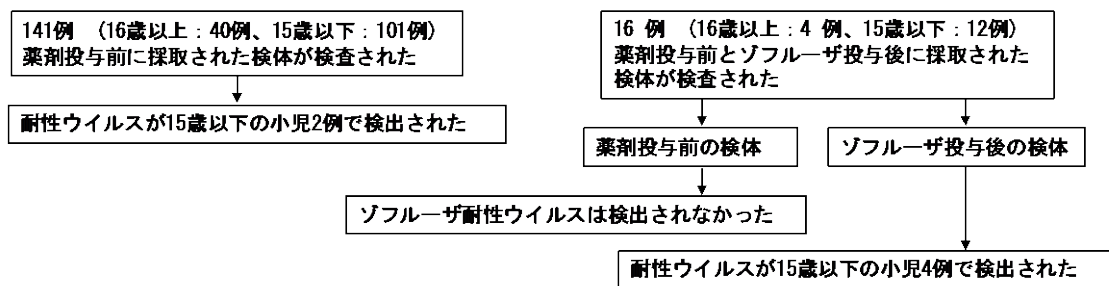 141例 (16歳以上：40例、15歳以下：101例)
薬剤投与前に採取された検体が検査された
耐性ウイルスが15歳以下の小児2例で検出された
16 例 (16歳以上：4 例、15歳以下：12例)
薬剤投与前とゾフルーザ投与後に採取された
検体が検査された
薬剤投与前の検体
ゾフルーザ投与後の検体
ゾフルーザ耐性ウイルスは検出されなかった
耐性ウイルスが15歳以下の小児4例で検出された